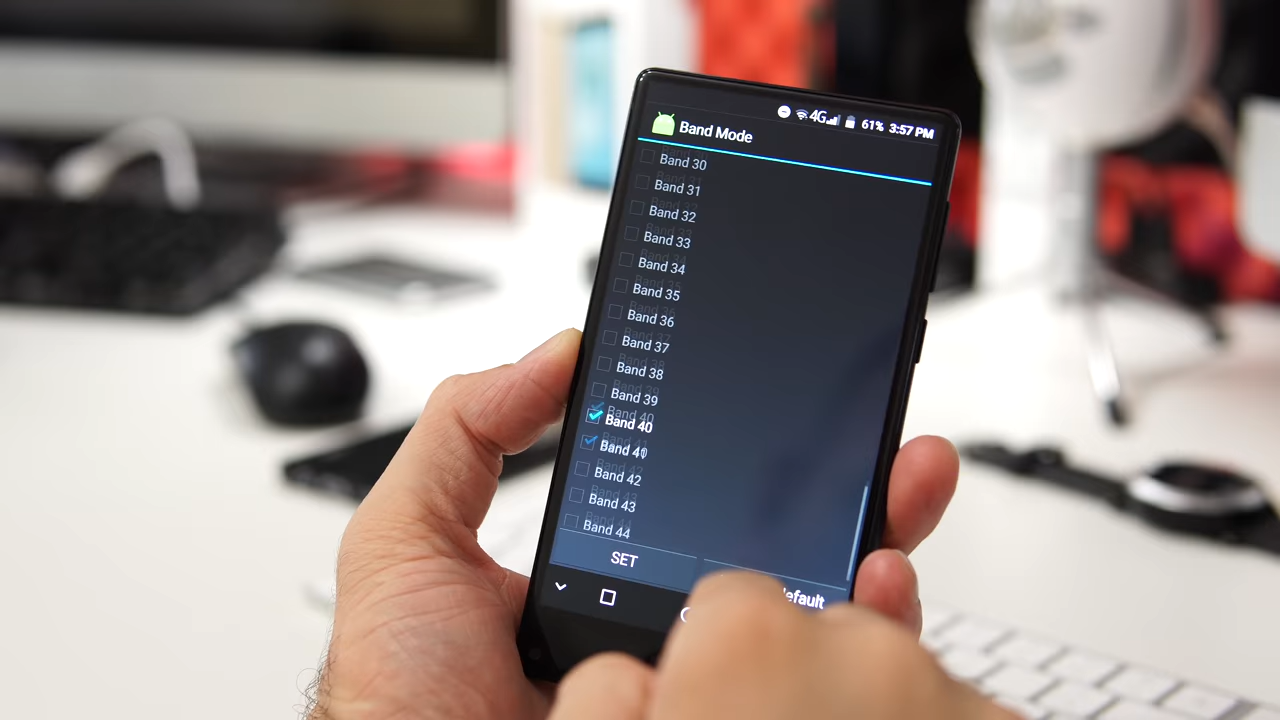 4G 61% 3:57 PM
Band Mode
Band 30
Band 31
Band 32
Band 33
Band 34
Band 35
Band 36
Band 37
Band 38
Band 39
Band 40
Band 41
Band 42
Band 43
Band 44
SET
efault